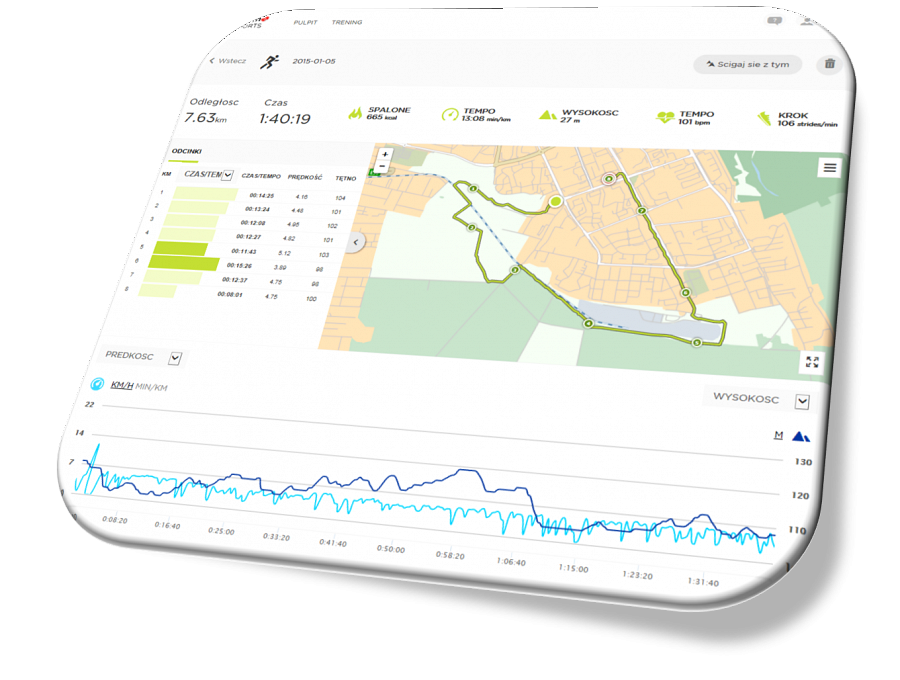 ORTS PULPIT TRENING
Wstecz 2015-01-05 Scigaj sie z tym
Odleglosc Czas
7.63km 1:40:19
SPALONE
665 kcal
TEMPO
13:08 min/km
WYSOKOSC
27 m
TEMPO
101 bpm
KROK
106 strides/min
ODCINKI
KM CZAS/TEM CZAS/TEMPO PRĘDKOŚĆ TĘTNO
1 00:14:25 4.16 104
2 00:13:24 4.48 101
3 00:12:08 4.95 102
4 00:12:27 4.82 101
5 00:11:43 5.12 103
6 00:15:26 3.89 98
7 00:12:37 4.75 98
8 00:08:01 4.75 100
+
−
PREDKOSC
WYSOKOSC
KM/H MIN/KM
M
22
14
7
130
120
110
0:08:20 0:16:40 0:25:00 0:33:20 0:41:40 0:50:00 0:58:20 1:06:40 1:15:00 1:23:20 1:31:40